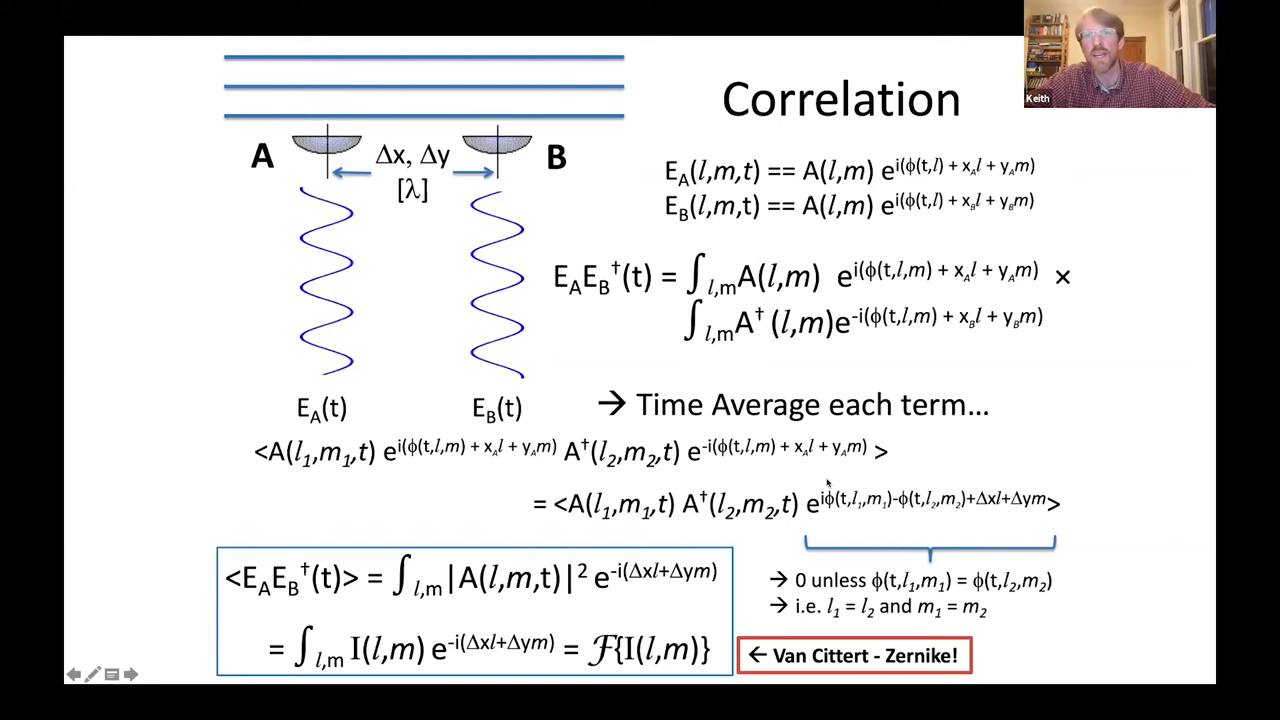 Correlation
Keith
A
Δx, Δy
B
[λ]
E_A(l,m,t) == A(l,m) e^{i(ϕ(t,l) + x_A l + y_A m)}
E_B(l,m,t) == A(l,m) e^{i(ϕ(t,l) + x_B l + y_B m)}
E_A E_B^†(t) = ∫_{l,m} A(l,m) e^{i(ϕ(t,l,m) + x_A l + y_A m)} ×
∫_{l,m} A^† (l,m) e^{-i(ϕ(t,l,m) + x_B l + y_B m)}
E_A(t)
E_B(t)
→ Time Average each term…
<A(l_1,m_1,t) e^{i(ϕ(t,l,m) + x_A l + y_A m)} A^†(l_2,m_2,t) e^{-i(ϕ(t,l,m) + x_A l + y_A m)} >
= <A(l_1,m_1,t) A^†(l_2,m_2,t) e^{iϕ(t,l_1,m_1)-ϕ(t,l_2,m_2)+Δxl+Δym}>
<E_A E_B^†(t)> = ∫_{l,m} |A(l,m,t)|^2 e^{-i(Δxl+Δym)}
= ∫_{l,m} I(l,m) e^{-i(Δxl+Δym)} = ℱ{I(l,m)}
→ 0 unless ϕ(t,l_1,m_1) = ϕ(t,l_2,m_2)
→ i.e. l_1 = l_2 and m_1 = m_2
← Van Cittert - Zernike!